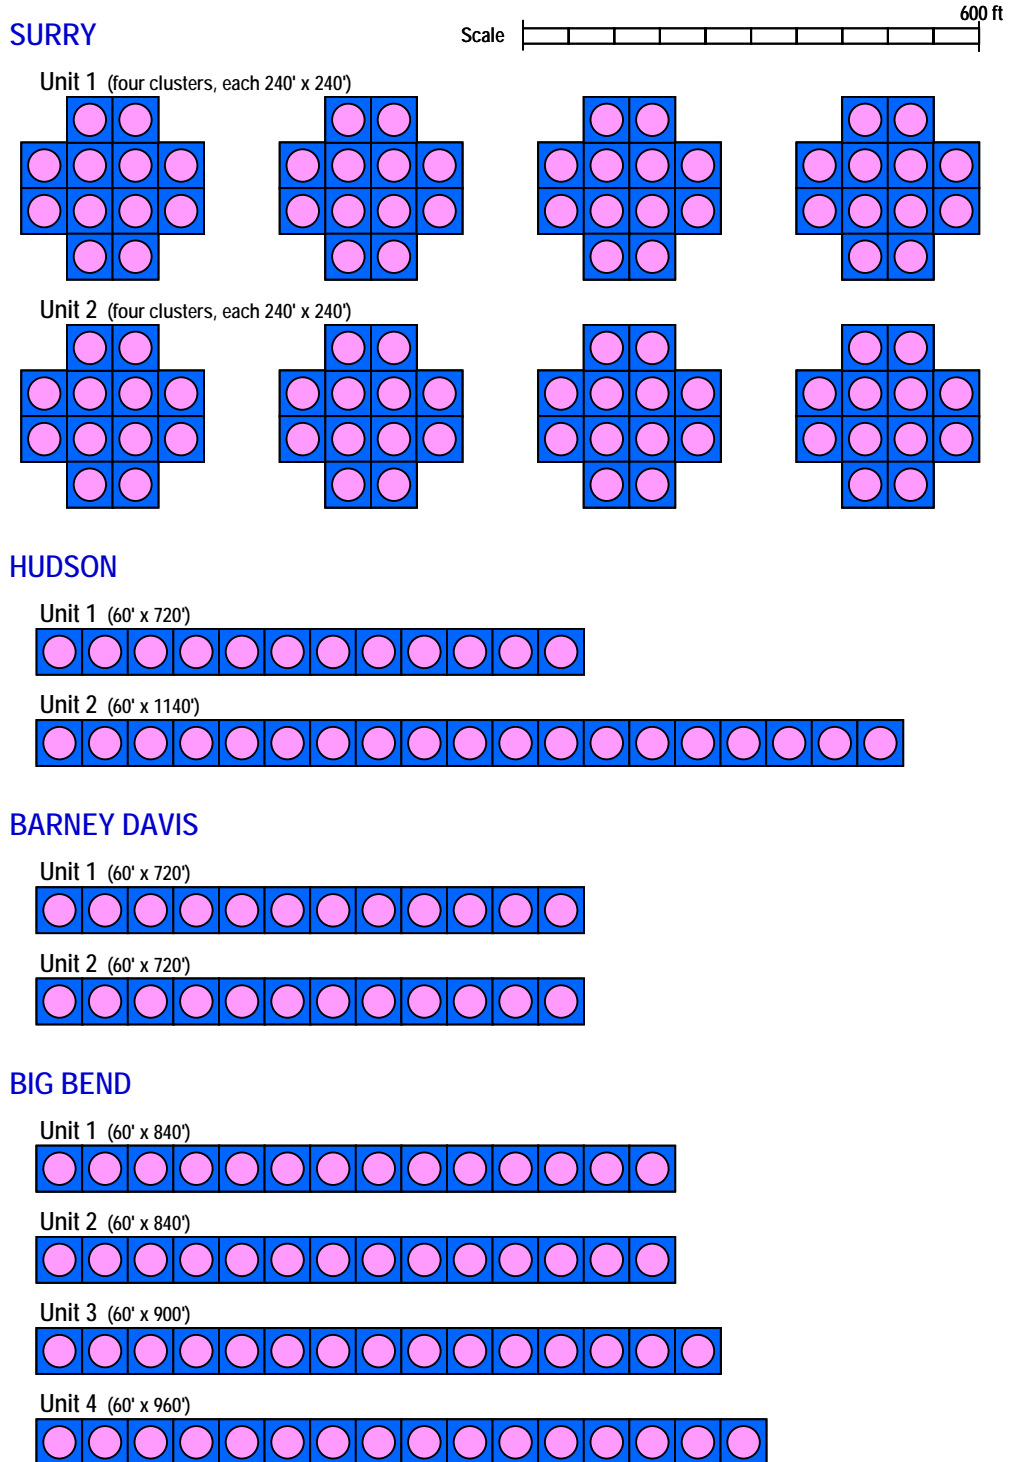 600 ft
SURRY
Scale
Unit 1 (four clusters, each 240' x 240')
Unit 2 (four clusters, each 240' x 240')
HUDSON
Unit 1 (60' x 720')
Unit 2 (60' x 1140')
BARNEY DAVIS
Unit 1 (60' x 720')
Unit 2 (60' x 720')
BIG BEND
Unit 1 (60' x 840')
Unit 2 (60' x 840')
Unit 3 (60' x 900')
Unit 4 (60' x 960')